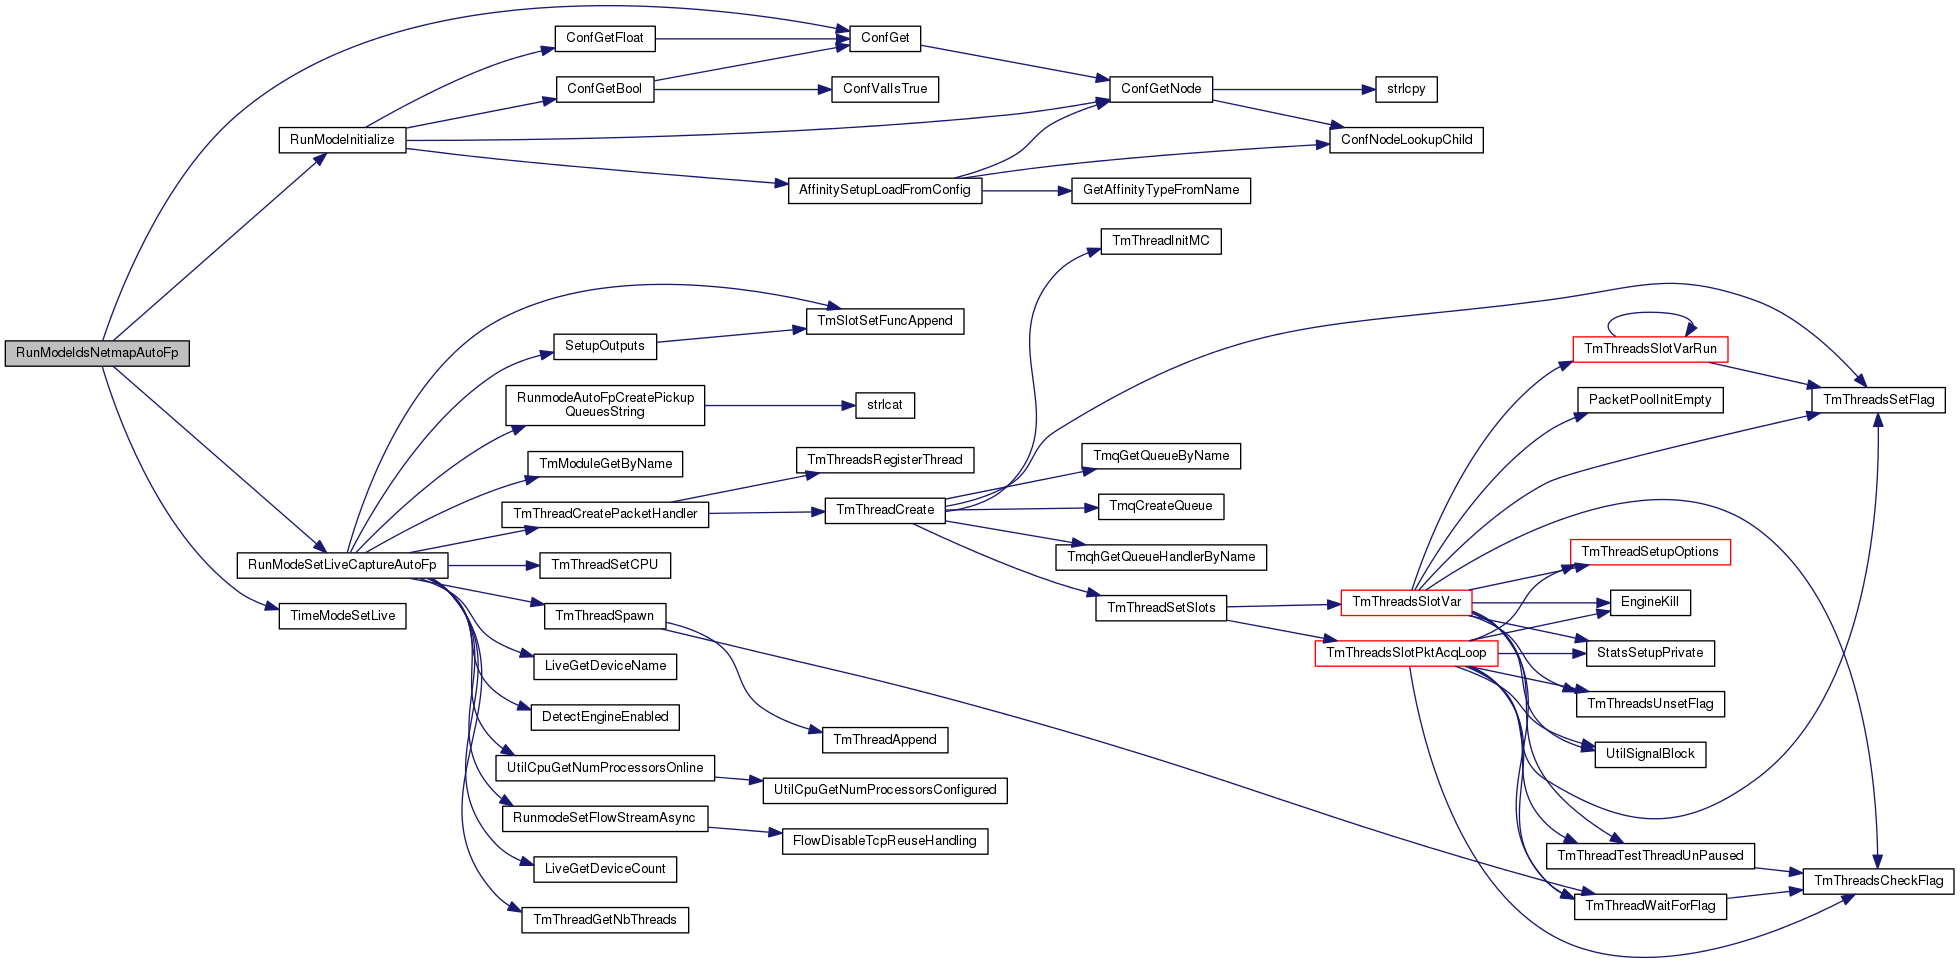 RunModeIdsNetmapAutoFp
RunModeInitialize
ConfGetFloat
ConfGetBool
ConfGet
ConfValIsTrue
ConfGetNode
strlcpy
ConfNodeLookupChild
AffinitySetupLoadFromConfig
GetAffinityTypeFromName
RunModeSetLiveCaptureAutoFp
TimeModeSetLive
TmSlotSetFuncAppend
SetupOutputs
RunmodeAutoFpCreatePickup
QueuesString
strlcat
TmModuleGetByName
TmThreadCreatePacketHandler
TmThreadsRegisterThread
TmThreadCreate
TmThreadInitMC
TmqGetQueueByName
TmqCreateQueue
TmqhGetQueueHandlerByName
TmThreadSetSlots
TmThreadsSlotVar
TmThreadsSlotPktAcqLoop
TmThreadsSlotVarRun
PacketPoolInitEmpty
TmThreadsSetFlag
TmThreadSetupOptions
EngineKill
StatsSetupPrivate
TmThreadsUnsetFlag
UtilSignalBlock
TmThreadTestThreadUnPaused
TmThreadWaitForFlag
TmThreadsCheckFlag
TmThreadSetCPU
TmThreadSpawn
TmThreadAppend
LiveGetDeviceName
DetectEngineEnabled
UtilCpuGetNumProcessorsOnline
UtilCpuGetNumProcessorsConfigured
RunmodeSetFlowStreamAsync
FlowDisableTcpReuseHandling
LiveGetDeviceCount
TmThreadGetNbThreads